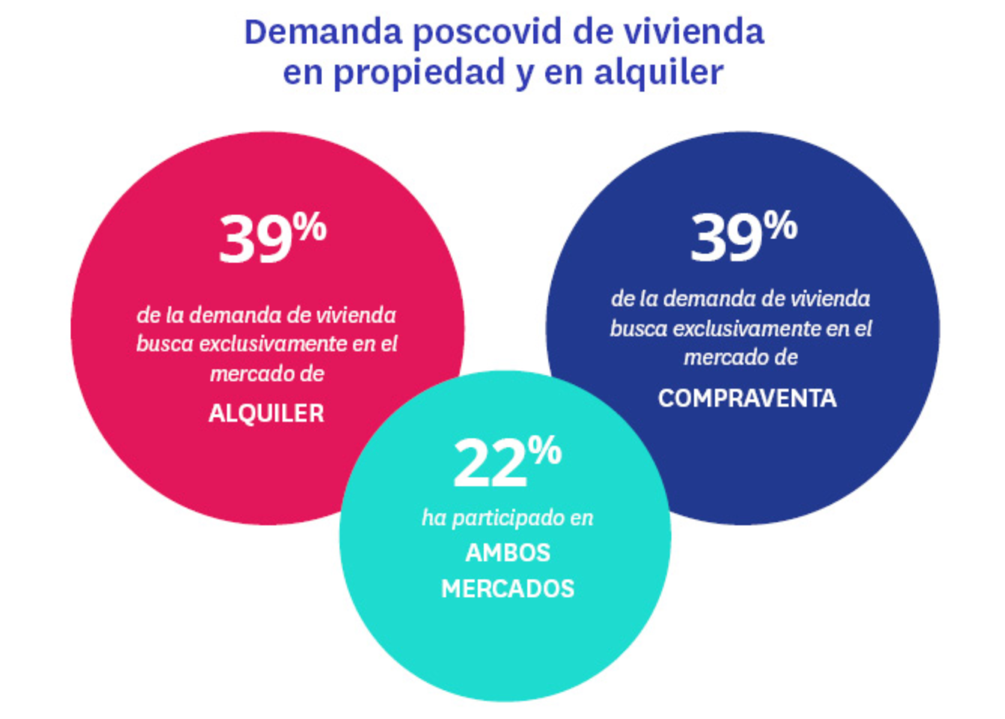 Demanda poscovid de vivienda
en propiedad y en alquiler
39%
de la demanda de vivienda
busca exclusivamente en el
mercado de
ALQUILER
39%
de la demanda de vivienda
busca exclusivamente en el
mercado de
COMPRAVENTA
22%
ha participado en
AMBOS
MERCADOS